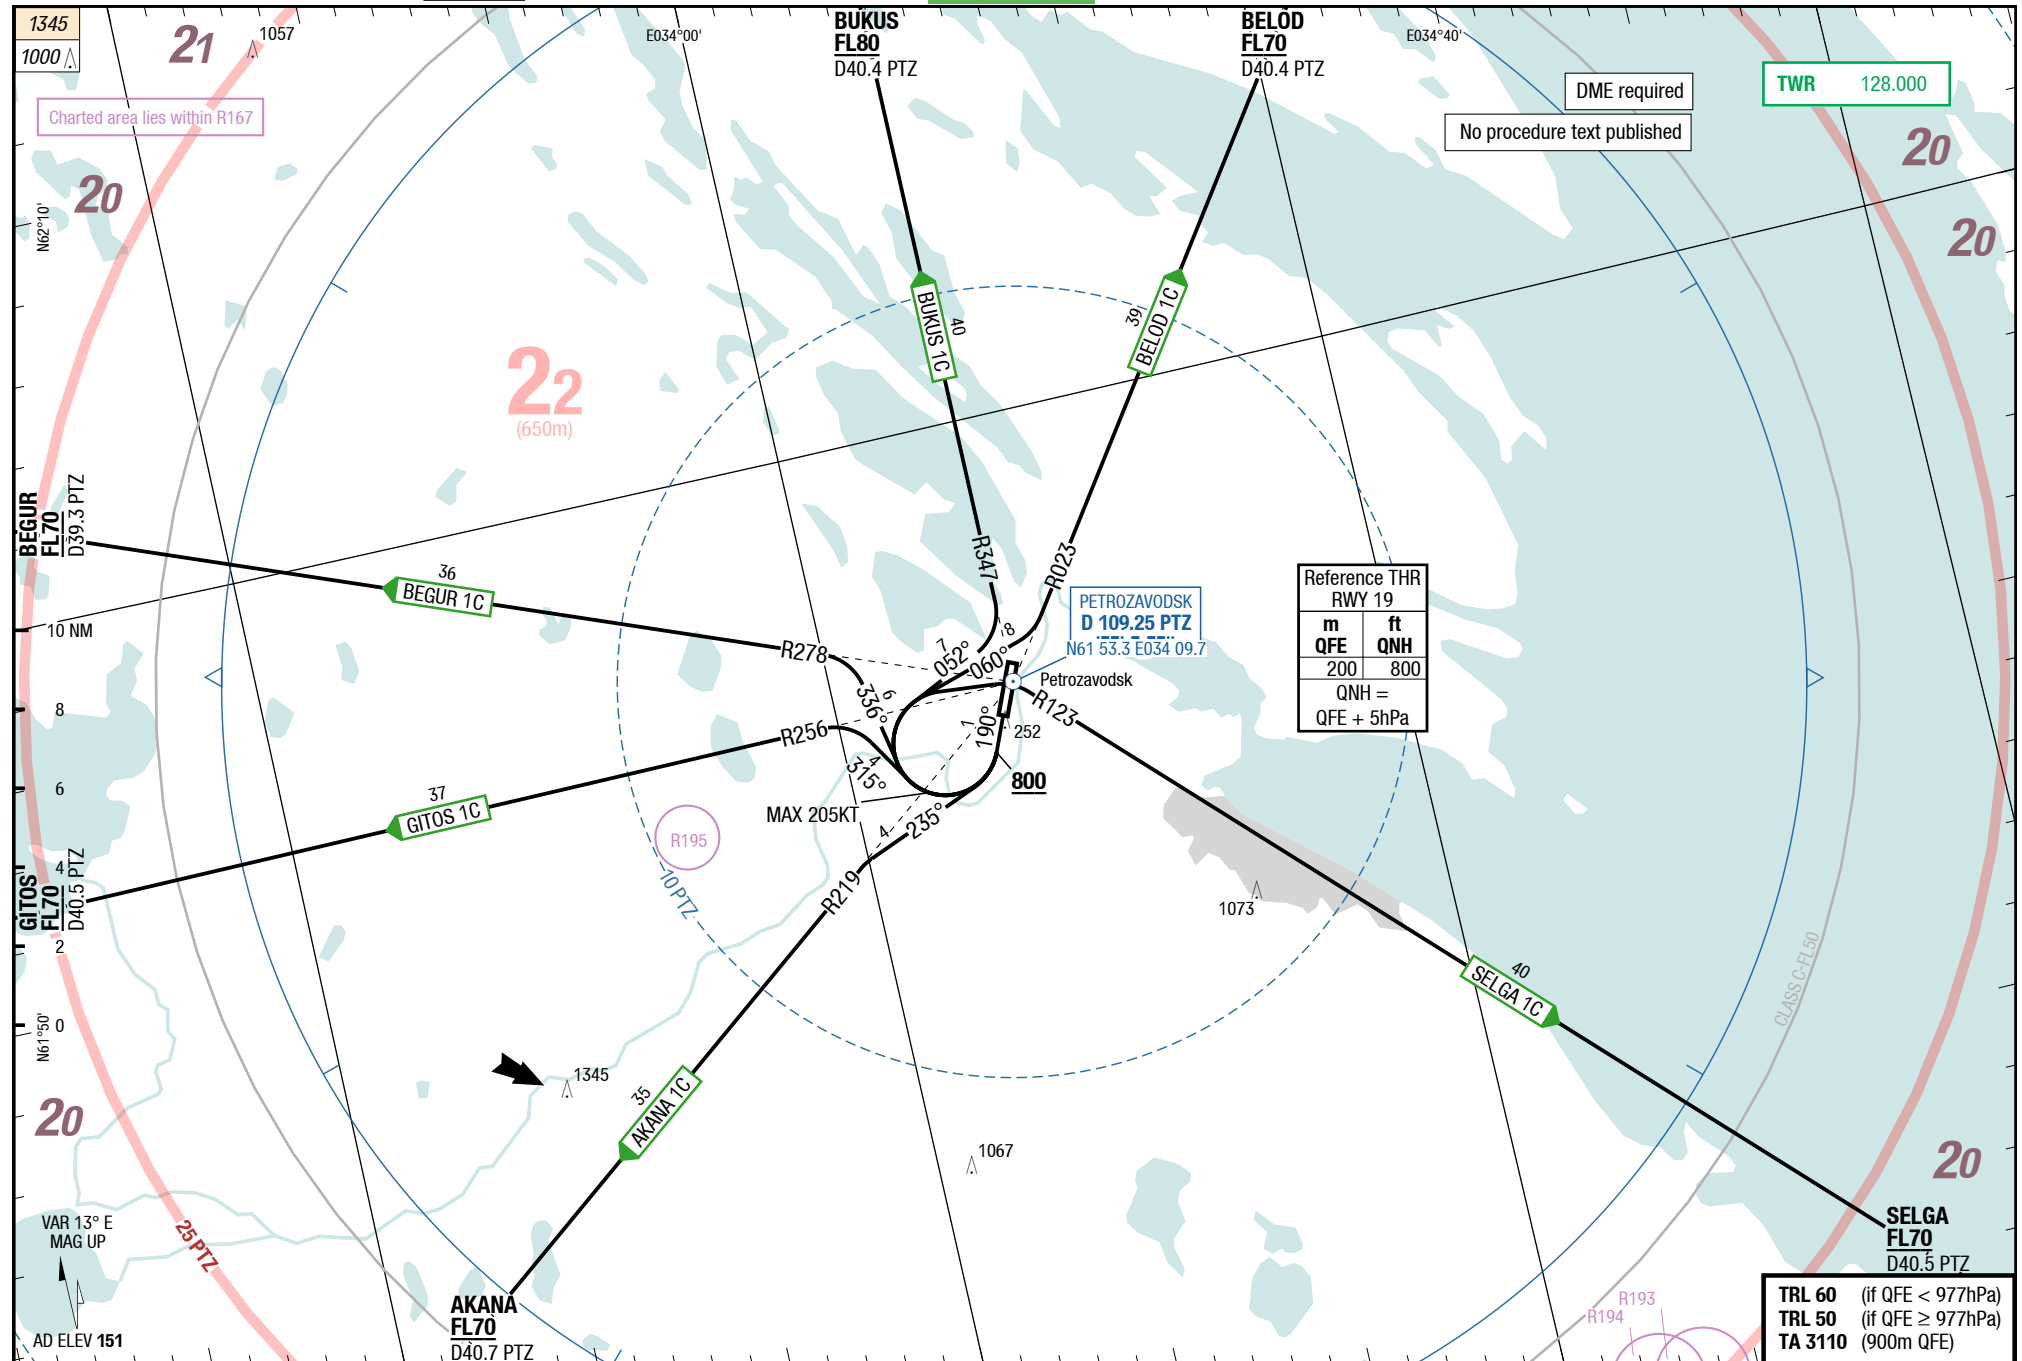 1345
1000
21
1057
Charted area lies within R167
20
N62°10'
E034°00'
BUKUS
FL80
D40.4 PTZ
BELOD
FL70
D40.4 PTZ
E034°40'
DME required
No procedure text published
TWR 128.000
20
20
22
(650m)
BUKUS 1C
40
39
BELOD 1C
BEGUR
FL70
D39.3 PTZ
36
BEGUR 1C
10 NM
8
6
4
2
0
R347
R023
R278
7
052°
8
060°
PETROZAVODSK
D 109.25 PTZ
N61 53.3 E034 09.7
Petrozavodsk
Reference THR
RWY 19
m ft
QFE QNH
200 800
QNH =
QFE + 5hPa
6
336°
R256
4
315°
1
190°
252
R123
800
MAX 205KT
4
235°
R219
37
GITOS 1C
GITOS
FL70
D40.5 PTZ
R195
10 PTZ
1073
40
SELGA 1C
CLASS C-FL50
N61°50'
1345
35
AKANA 1C
1067
20
20
VAR 13° E
MAG UP
25 PTZ
AD ELEV 151
AKANA
FL70
D40.7 PTZ
SELGA
FL70
D40.5 PTZ
R193
R194
TRL 60 (if QFE < 977hPa)
TRL 50 (if QFE ≥ 977hPa)
TA 3110 (900m QFE)